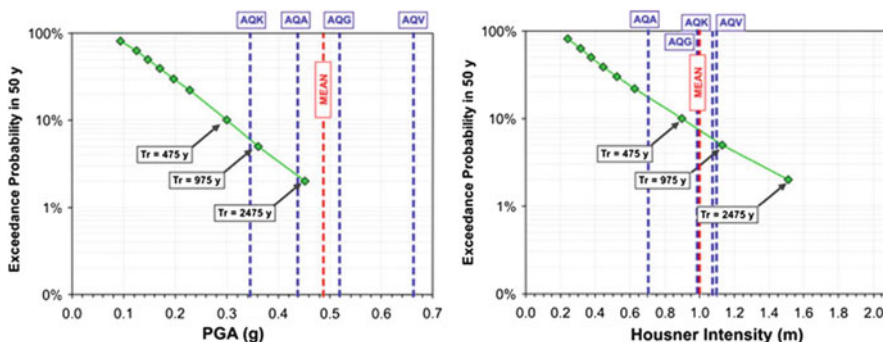 AQK AQA AQG AQV
100%
10%
1%
0%
Exceedance Probability in 50 y
MEAN
Tr = 475 y
Tr = 975 y
Tr = 2475 y
0.0 0.1 0.2 0.3 0.4 0.5 0.6 0.7
PGA (g)
AQA AQK AQV
AQG
100%
10%
1%
0%
Exceedance Probability in 50 y
MEAN
Tr = 475 y
Tr = 975 y
Tr = 2475 y
0.0 0.2 0.4 0.6 0.8 1.0 1.2 1.4 1.6 1.8 2.0
Housner Intensity (m)